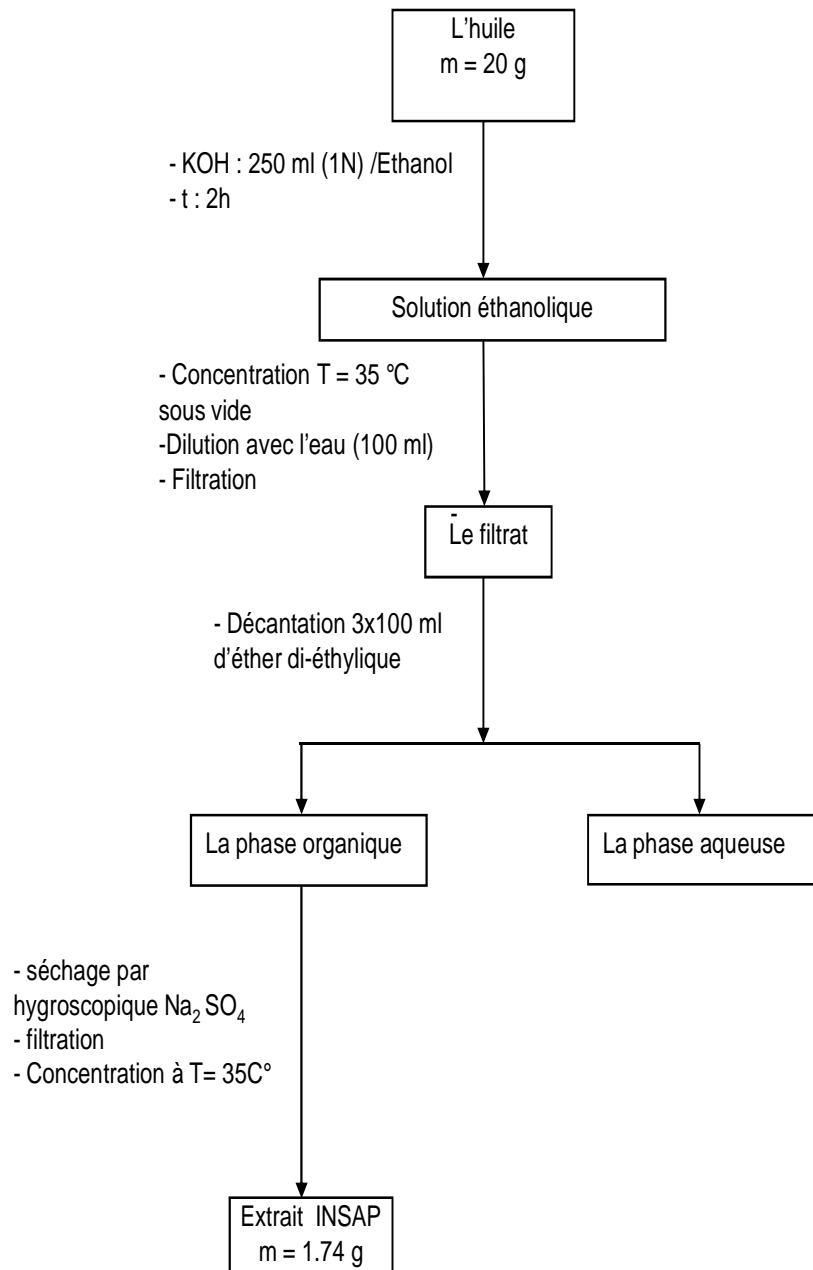 L'huile
m = 20 g
- KOH : 250 ml (1N) /Ethanol
- t : 2h
Solution éthanolique
- Concentration T = 35 °C
sous vide
-Dilution avec l'eau (100 ml)
- Filtration
-
Le filtrat
- Décantation 3x100 ml
d'éther di-éthylique
La phase organique
La phase aqueuse
- séchage par
hygroscopique Na₂ SO₄
- filtration
- Concentration à T= 35C°
Extrait INSAP
m = 1.74 g